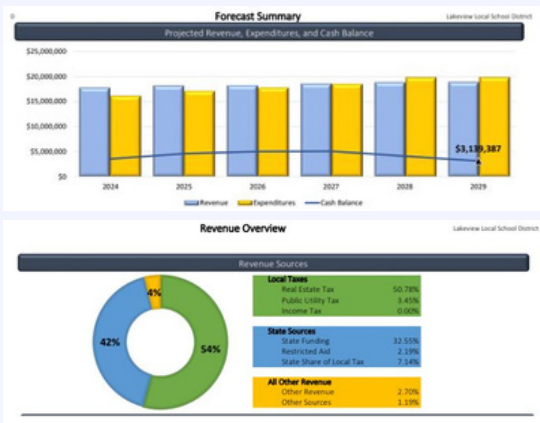 0
Forecast Summary
Lakeview Local School District
Projected Revenue, Expenditures, and Cash Balance
$25,000,000
$20,000,000
$15,000,000
$10,000,000
$5,000,000
$0
$3,139,387
2024 2025 2026 2027 2028 2029
Revenue Expenditures Cash Balance
Revenue Overview
Lakeview Local School District
Revenue Sources
4%
42%
54%
Local Taxes
Real Estate Tax 50.78%
Public Utility Tax 3.45%
Income Tax 0.00%
State Sources
State Funding 32.55%
Restricted Aid 2.19%
State Share of Local Tax 7.14%
All Other Revenue
Other Revenue 2.70%
Other Sources 1.19%